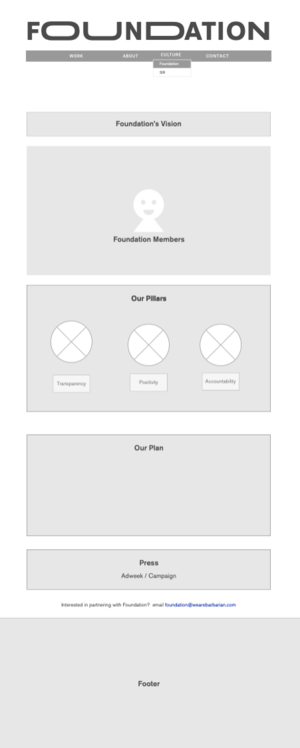 FOUNDATION
WORK ABOUT CULTURE CONTACT
Foundation
Foundation's Vision
Foundation Members
Our Pillars
Transparency Positivity Accountability
Our Plan
Press
Adweek / Campaign
Interested in partnering with Foundation? email foundation@wearebarbarian.com
Footer